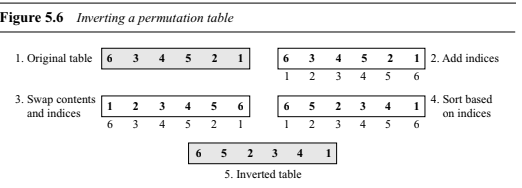 Figure 5.6 Inverting a permutation table
1. Original table 6 3 4 5 2 1
6 3 4 5 2 1 2. Add indices
1 2 3 4 5 6
3. Swap contents and indices 1 2 3 4 5 6
6 3 4 5 2 1
6 5 2 3 4 1 4. Sort based on indices
1 2 3 4 5 6
6 5 2 3 4 1
5. Inverted table